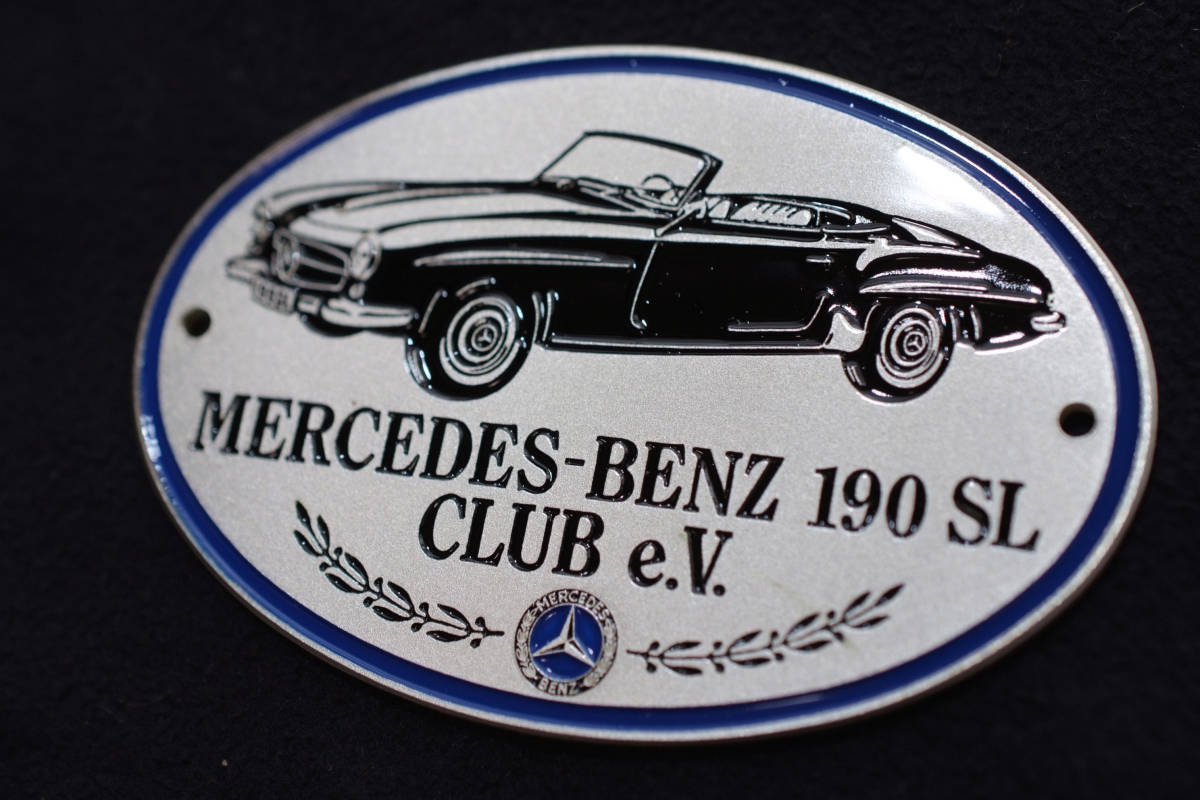 MERCEDES-BENZ 190 SL
CLUB e.V.
MERCEDES
BENZ